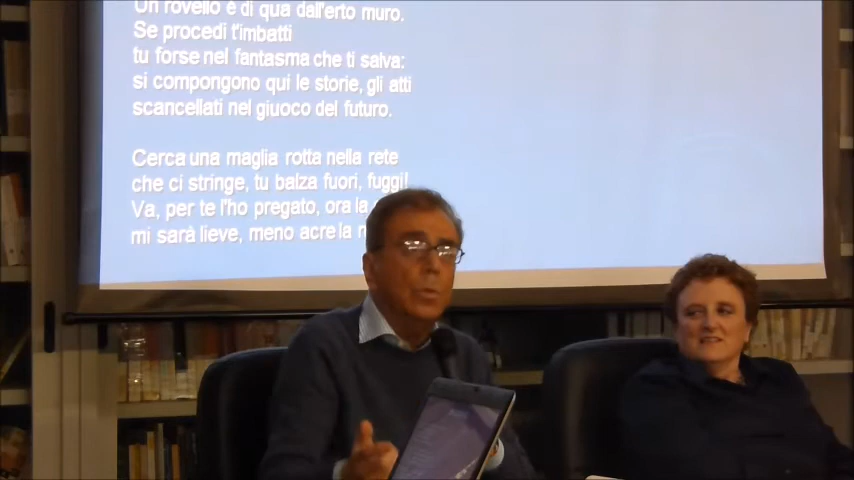 Un rovello è di qua dall'erto muro.
Se procedi t'imbatti
tu forse nel fantasma che ti salva:
si compongono qui le storie, gli atti
scancellati nel giuoco del futuro.
Cerca una maglia rotta nella rete
che ci stringe, tu balza fuori, fuggi!
Va, per te l'ho pregato, ora la
mi sarà lieve, meno acre la